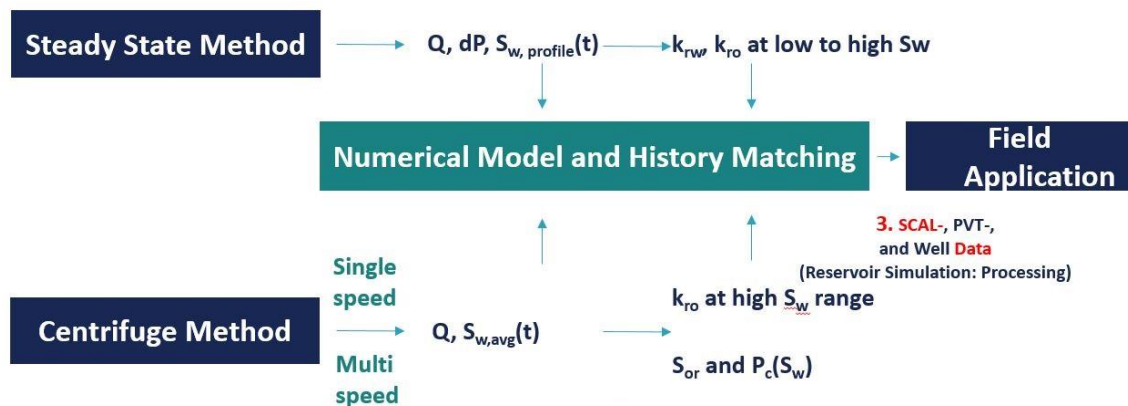 Steady State Method
Q, dP, Sw, profile(t)
krw, kro at low to high Sw
Numerical Model and History Matching
Field
Application
3. SCAL-, PVT-,
and Well Data
(Reservoir Simulation: Processing)
Single
speed
Centrifuge Method
Multi
speed
Q, Sw,avg(t)
kro at high Sw range
Sor and Pc(Sw)